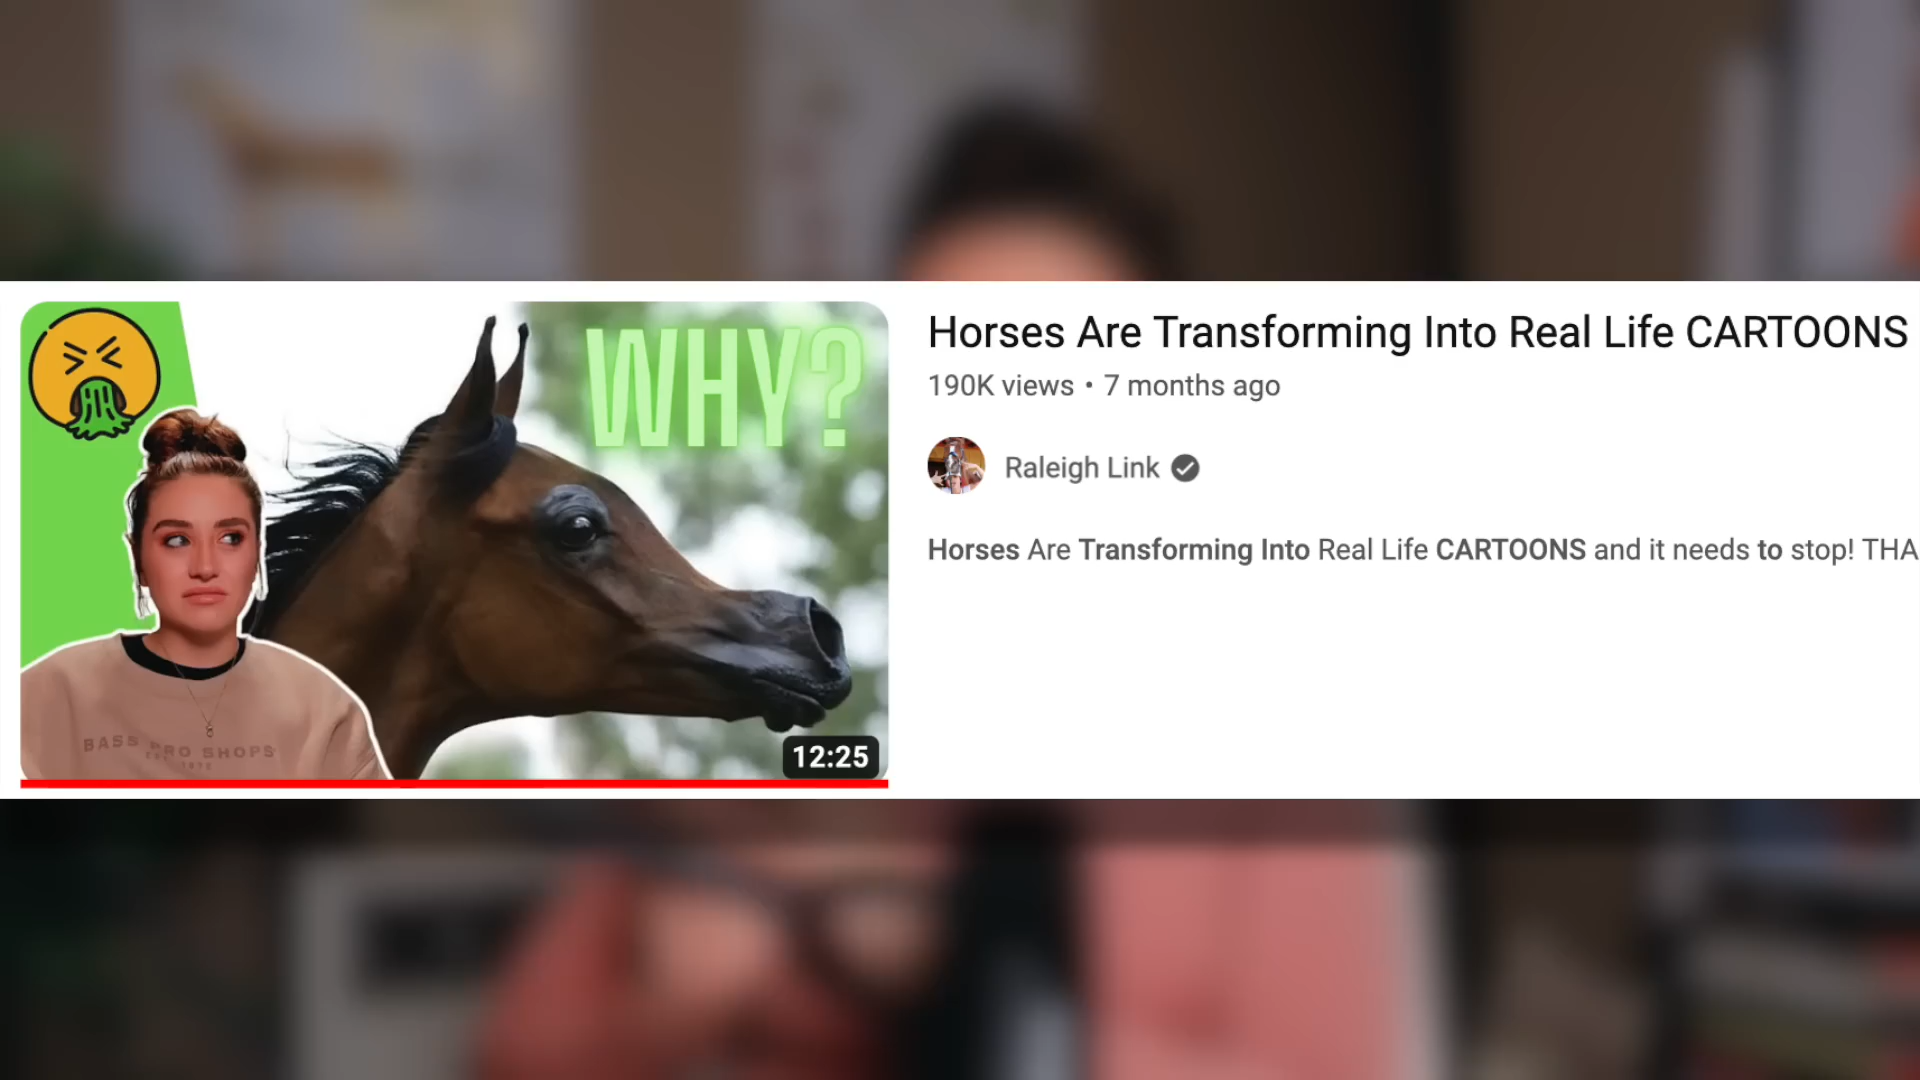 WHY?
BASS PRO SHOPS
12:25
Horses Are Transforming Into Real Life CARTOONS
190K views • 7 months ago
Raleigh Link
Horses Are Transforming Into Real Life CARTOONS and it needs to stop! THA